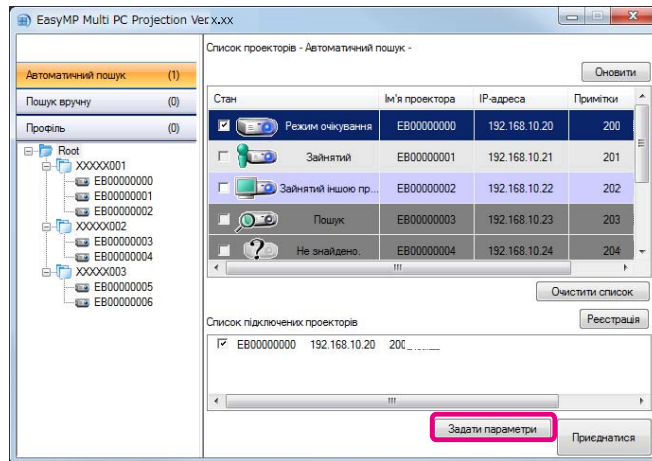 EasyMP Multi PC Projection Ver.x.xx
Список проекторів - Автоматичний пошук -
Оновити
Автоматичний пошук (1)
Пошук вручну (0)
Профіль (0)
Root
XXXXX001
EB00000000
EB00000001
EB00000002
XXXXX002
EB00000003
EB00000004
XXXXX003
EB00000005
EB00000006
Стан Ім'я проектора IP-адреса Примітки
Режим очікування EB00000000 192.168.10.20 200
Зайнятий EB00000001 192.168.10.21 201
Зайнятий іншою пр... EB00000002 192.168.10.22 202
Пошук EB00000003 192.168.10.23 203
Не знайдено. EB00000004 192.168.10.24 204
Очистити список
Список підключених проекторів
Реєстрація
EB00000000 192.168.10.20 200
Задати параметри
Приєднатися